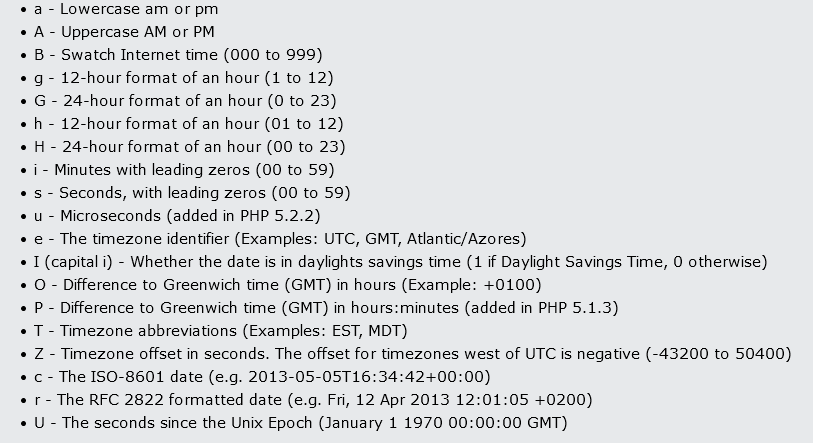 • a - Lowercase am or pm
• A - Uppercase AM or PM
• B - Swatch Internet time (000 to 999)
• g - 12-hour format of an hour (1 to 12)
• G - 24-hour format of an hour (0 to 23)
• h - 12-hour format of an hour (01 to 12)
• H - 24-hour format of an hour (00 to 23)
• i - Minutes with leading zeros (00 to 59)
• s - Seconds, with leading zeros (00 to 59)
• u - Microseconds (added in PHP 5.2.2)
• e - The timezone identifier (Examples: UTC, GMT, Atlantic/Azores)
• I (capital i) - Whether the date is in daylights savings time (1 if Daylight Savings Time, 0 otherwise)
• O - Difference to Greenwich time (GMT) in hours (Example: +0100)
• P - Difference to Greenwich time (GMT) in hours:minutes (added in PHP 5.1.3)
• T - Timezone abbreviations (Examples: EST, MDT)
• Z - Timezone offset in seconds. The offset for timezones west of UTC is negative (-43200 to 50400)
• c - The ISO-8601 date (e.g. 2013-05-05T16:34:42+00:00)
• r - The RFC 2822 formatted date (e.g. Fri, 12 Apr 2013 12:01:05 +0200)
• U - The seconds since the Unix Epoch (January 1 1970 00:00:00 GMT)